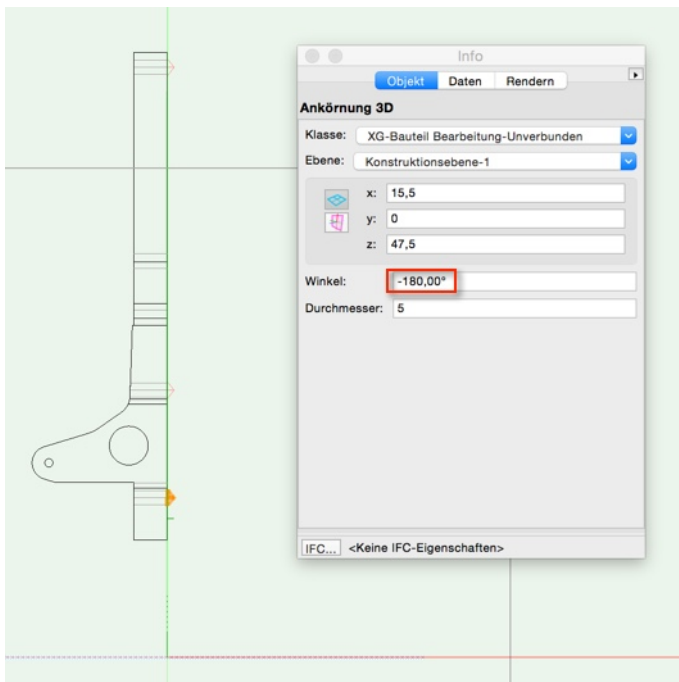 Info
Objekt Daten Rendern
Ankörnung 3D
Klasse: XG-Bauteil Bearbeitung-Unverbunden
Ebene: Konstruktionsebene-1
x: 15,5
y: 0
z: 47,5
Winkel: -180,00°
Durchmesser: 5
IFC... <Keine IFC-Eigenschaften>